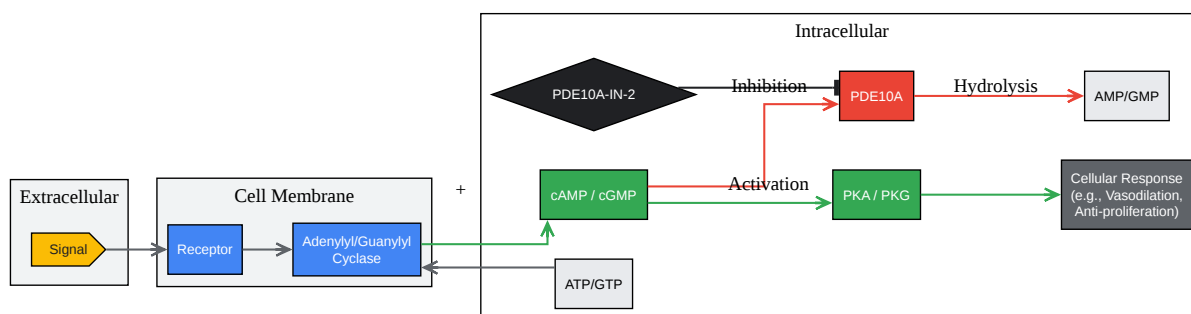 Intracellular
PDE10A-IN-2
Inhibition
PDE10A
Hydrolysis
AMP/GMP
Extracellular
Signal
Cell Membrane
Receptor
Adenylyl/Guanylyl
Cyclase
+
cAMP / cGMP
Activation
PKA / PKG
Cellular Response
(e.g., Vasodilation,
Anti-proliferation)
ATP/GTP